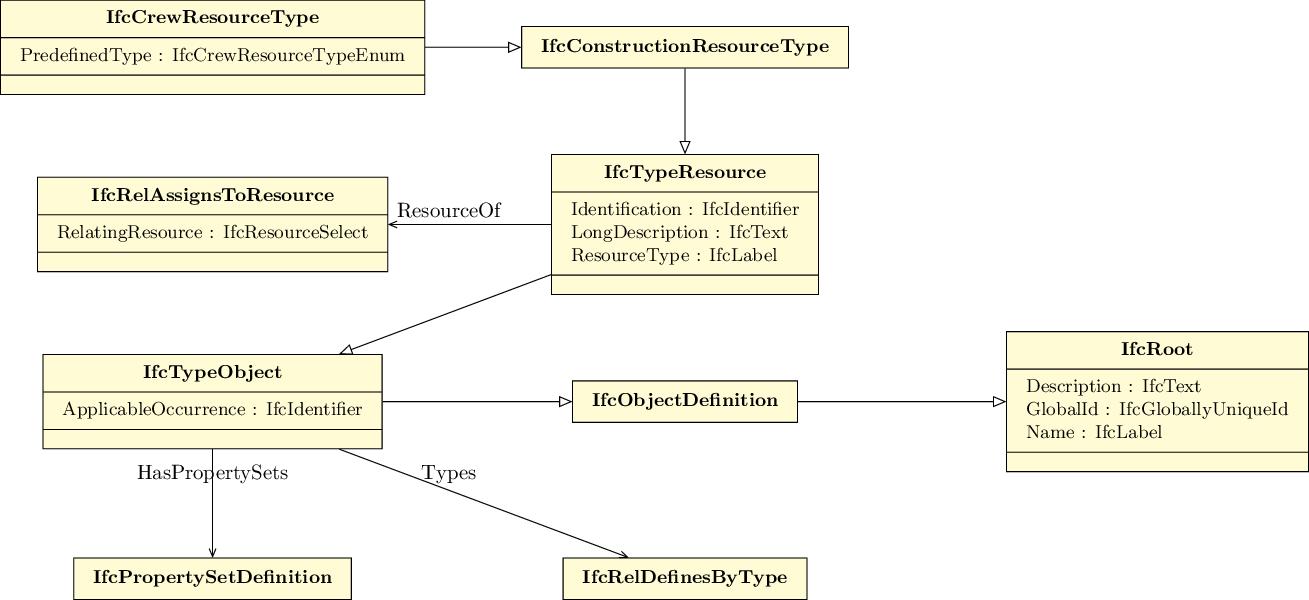 IfcCrewResourceType
PredefinedType : IfcCrewResourceTypeEnum
IfcConstructionResourceType
IfcTypeResource
Identification : IfcIdentifier
LongDescription : IfcText
ResourceType : IfcLabel
IfcRelAssignsToResource
RelatingResource : IfcResourceSelect
ResourceOf
IfcTypeObject
ApplicableOccurrence : IfcIdentifier
IfcObjectDefinition
IfcRoot
Description : IfcText
GlobalId : IfcGloballyUniqueId
Name : IfcLabel
HasPropertySets
Types
IfcPropertySetDefinition
IfcRelDefinesByType